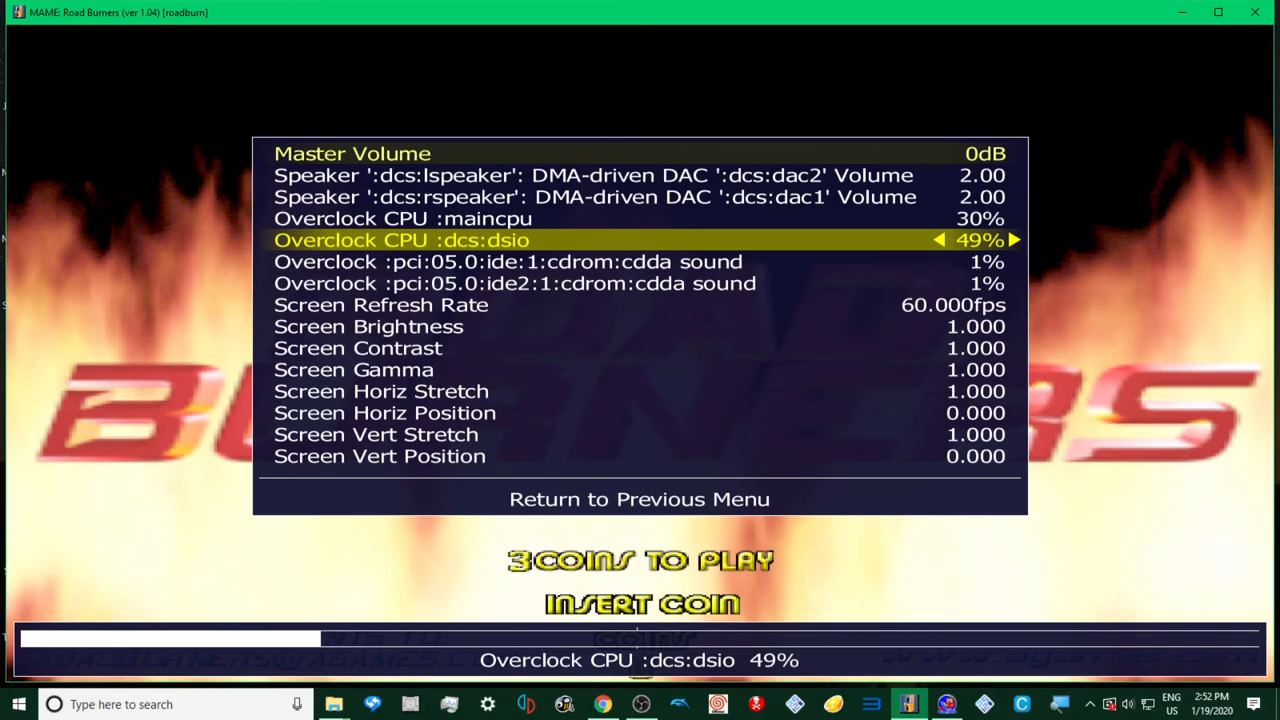 MAME: Road Burners (ver 1.04) [roadburn]
Master Volume 0dB
Speaker ':dcs:lspeaker': DMA-driven DAC ':dcs:dac2' Volume 2.00
Speaker ':dcs:rspeaker': DMA-driven DAC ':dcs:dac1' Volume 2.00
Overclock CPU :maincpu 30%
Overclock CPU :dcs:dsio 49%
Overclock :pci:05.0:ide:1:cdrom:cdda sound 1%
Overclock :pci:05.0:ide2:1:cdrom:cdda sound 1%
Screen Refresh Rate 60.000fps
Screen Brightness 1.000
Screen Contrast 1.000
Screen Gamma 1.000
Screen Horiz Stretch 1.000
Screen Horiz Position 0.000
Screen Vert Stretch 1.000
Screen Vert Position 0.000
Return to Previous Menu
3 COINS TO PLAY
INSERT COIN
Overclock CPU :dcs:dsio 49%
Type here to search
ENG
US
2:52 PM
1/19/2020